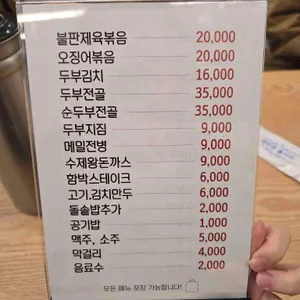 불판제육볶음 20,000
오징어볶음 20,000
두부김치 16,000
두부전골 35,000
순두부전골 35,000
두부지짐 9,000
메밀전병 9,000
수제왕돈까스 9,000
함박스테이크 6,000
고기,김치만두 6,000
돌솥밥추가 2,000
공기밥 1,000
맥주, 소주 5,000
막걸리 4,000
음료수 2,000
모든 메뉴 포장 가능합니다!